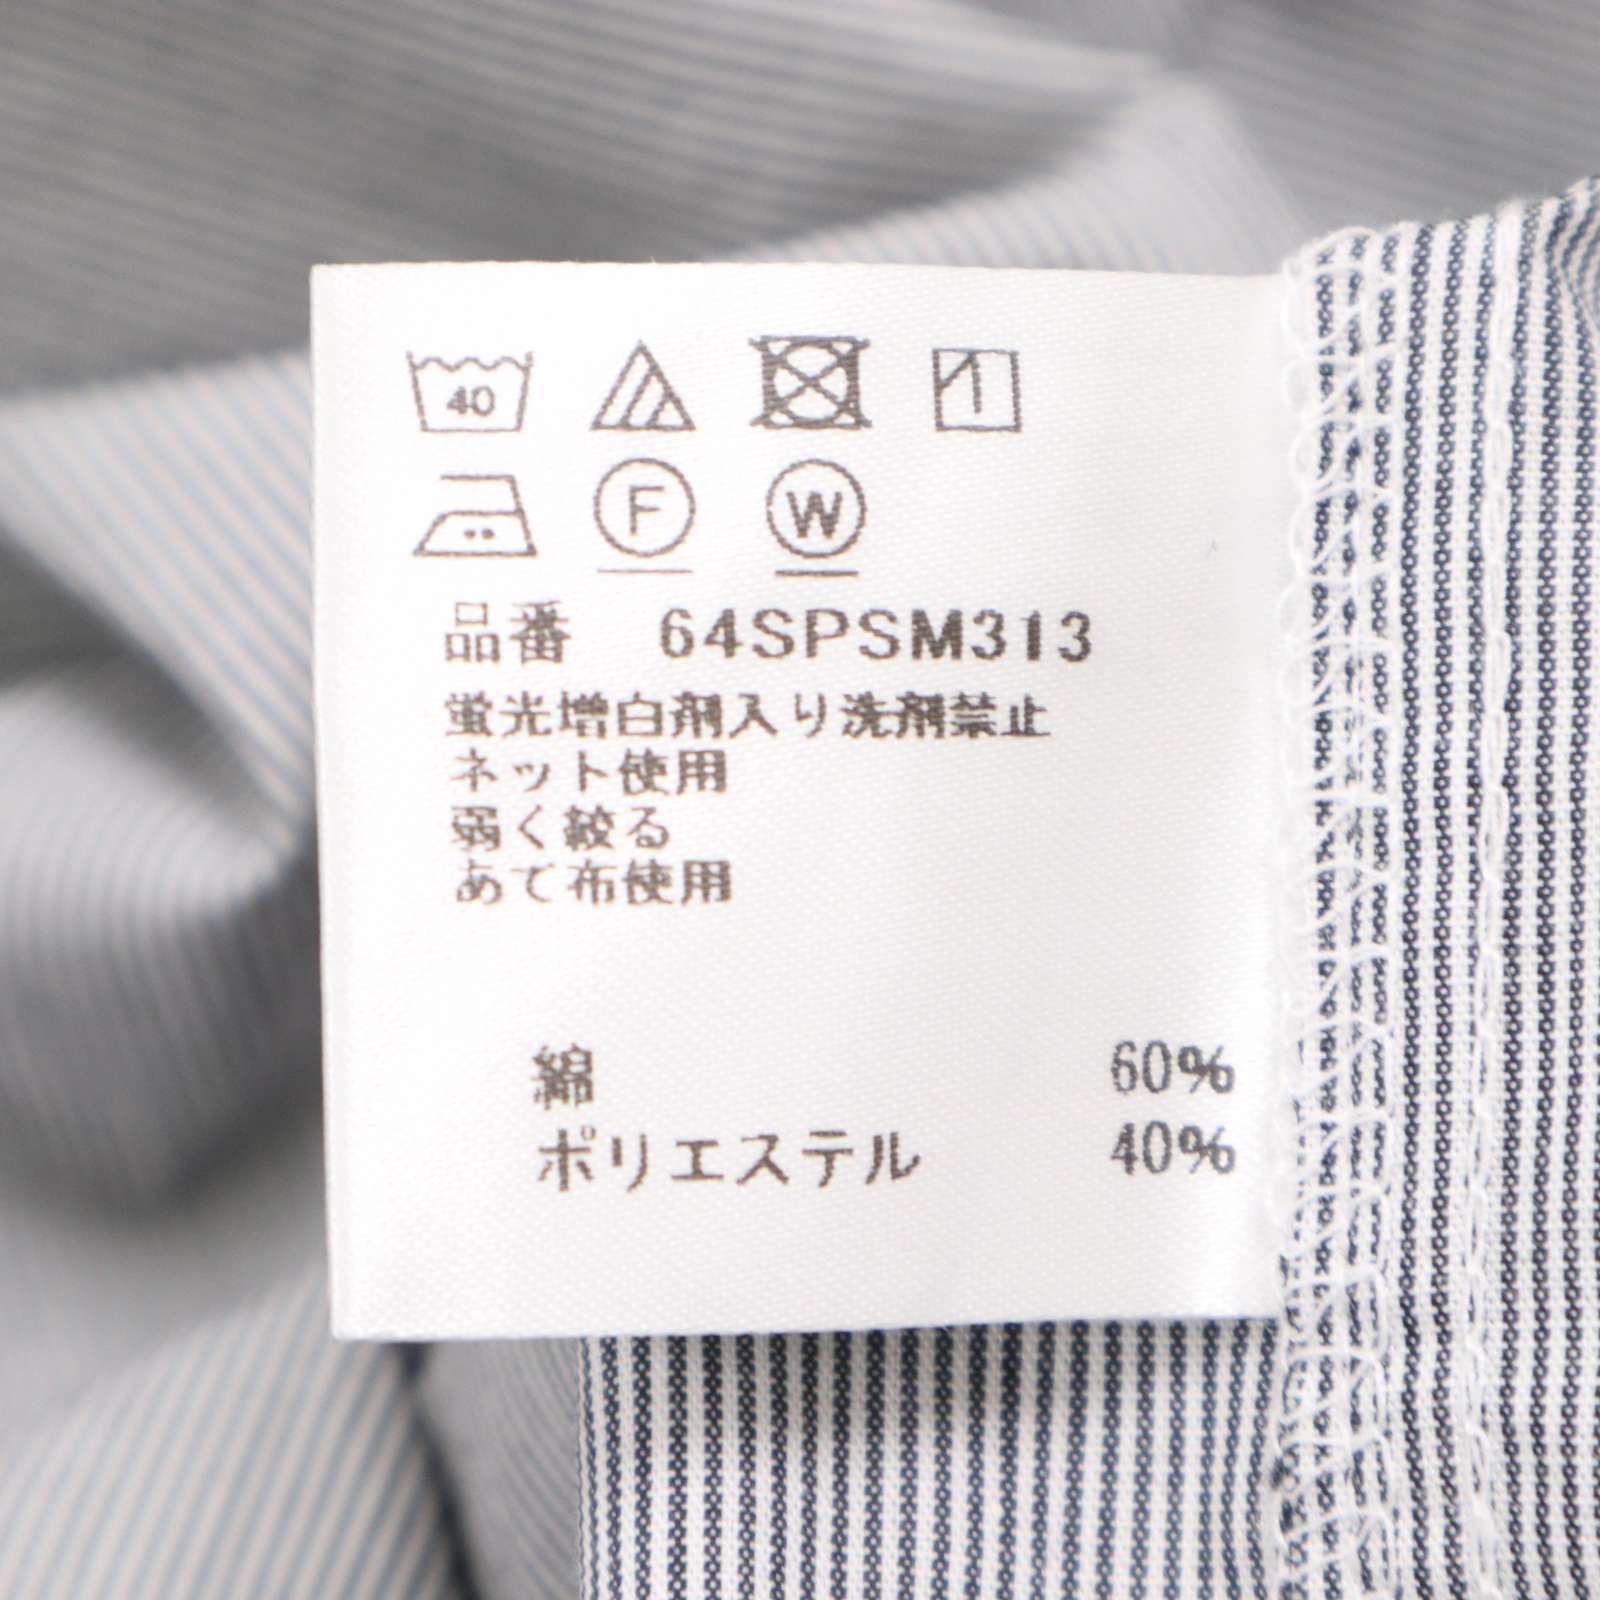 40
F W
品番 64SPSM313
蛍光増白剤入り洗剤禁止
ネット使用
弱く絞る
あて布使用
綿 60%
ポリエステル 40%